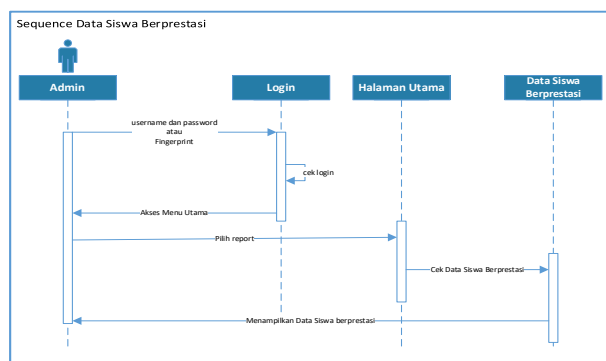 Sequence Data Siswa Berprestasi
Admin
Login
Halaman Utama
Data Siswa
Berprestasi
username dan password
atau
Fingerprint
cek login
Akses Menu Utama
Pilih report
Cek Data Siswa Berprestasi
Menampilkan Data Siswa berprestasi